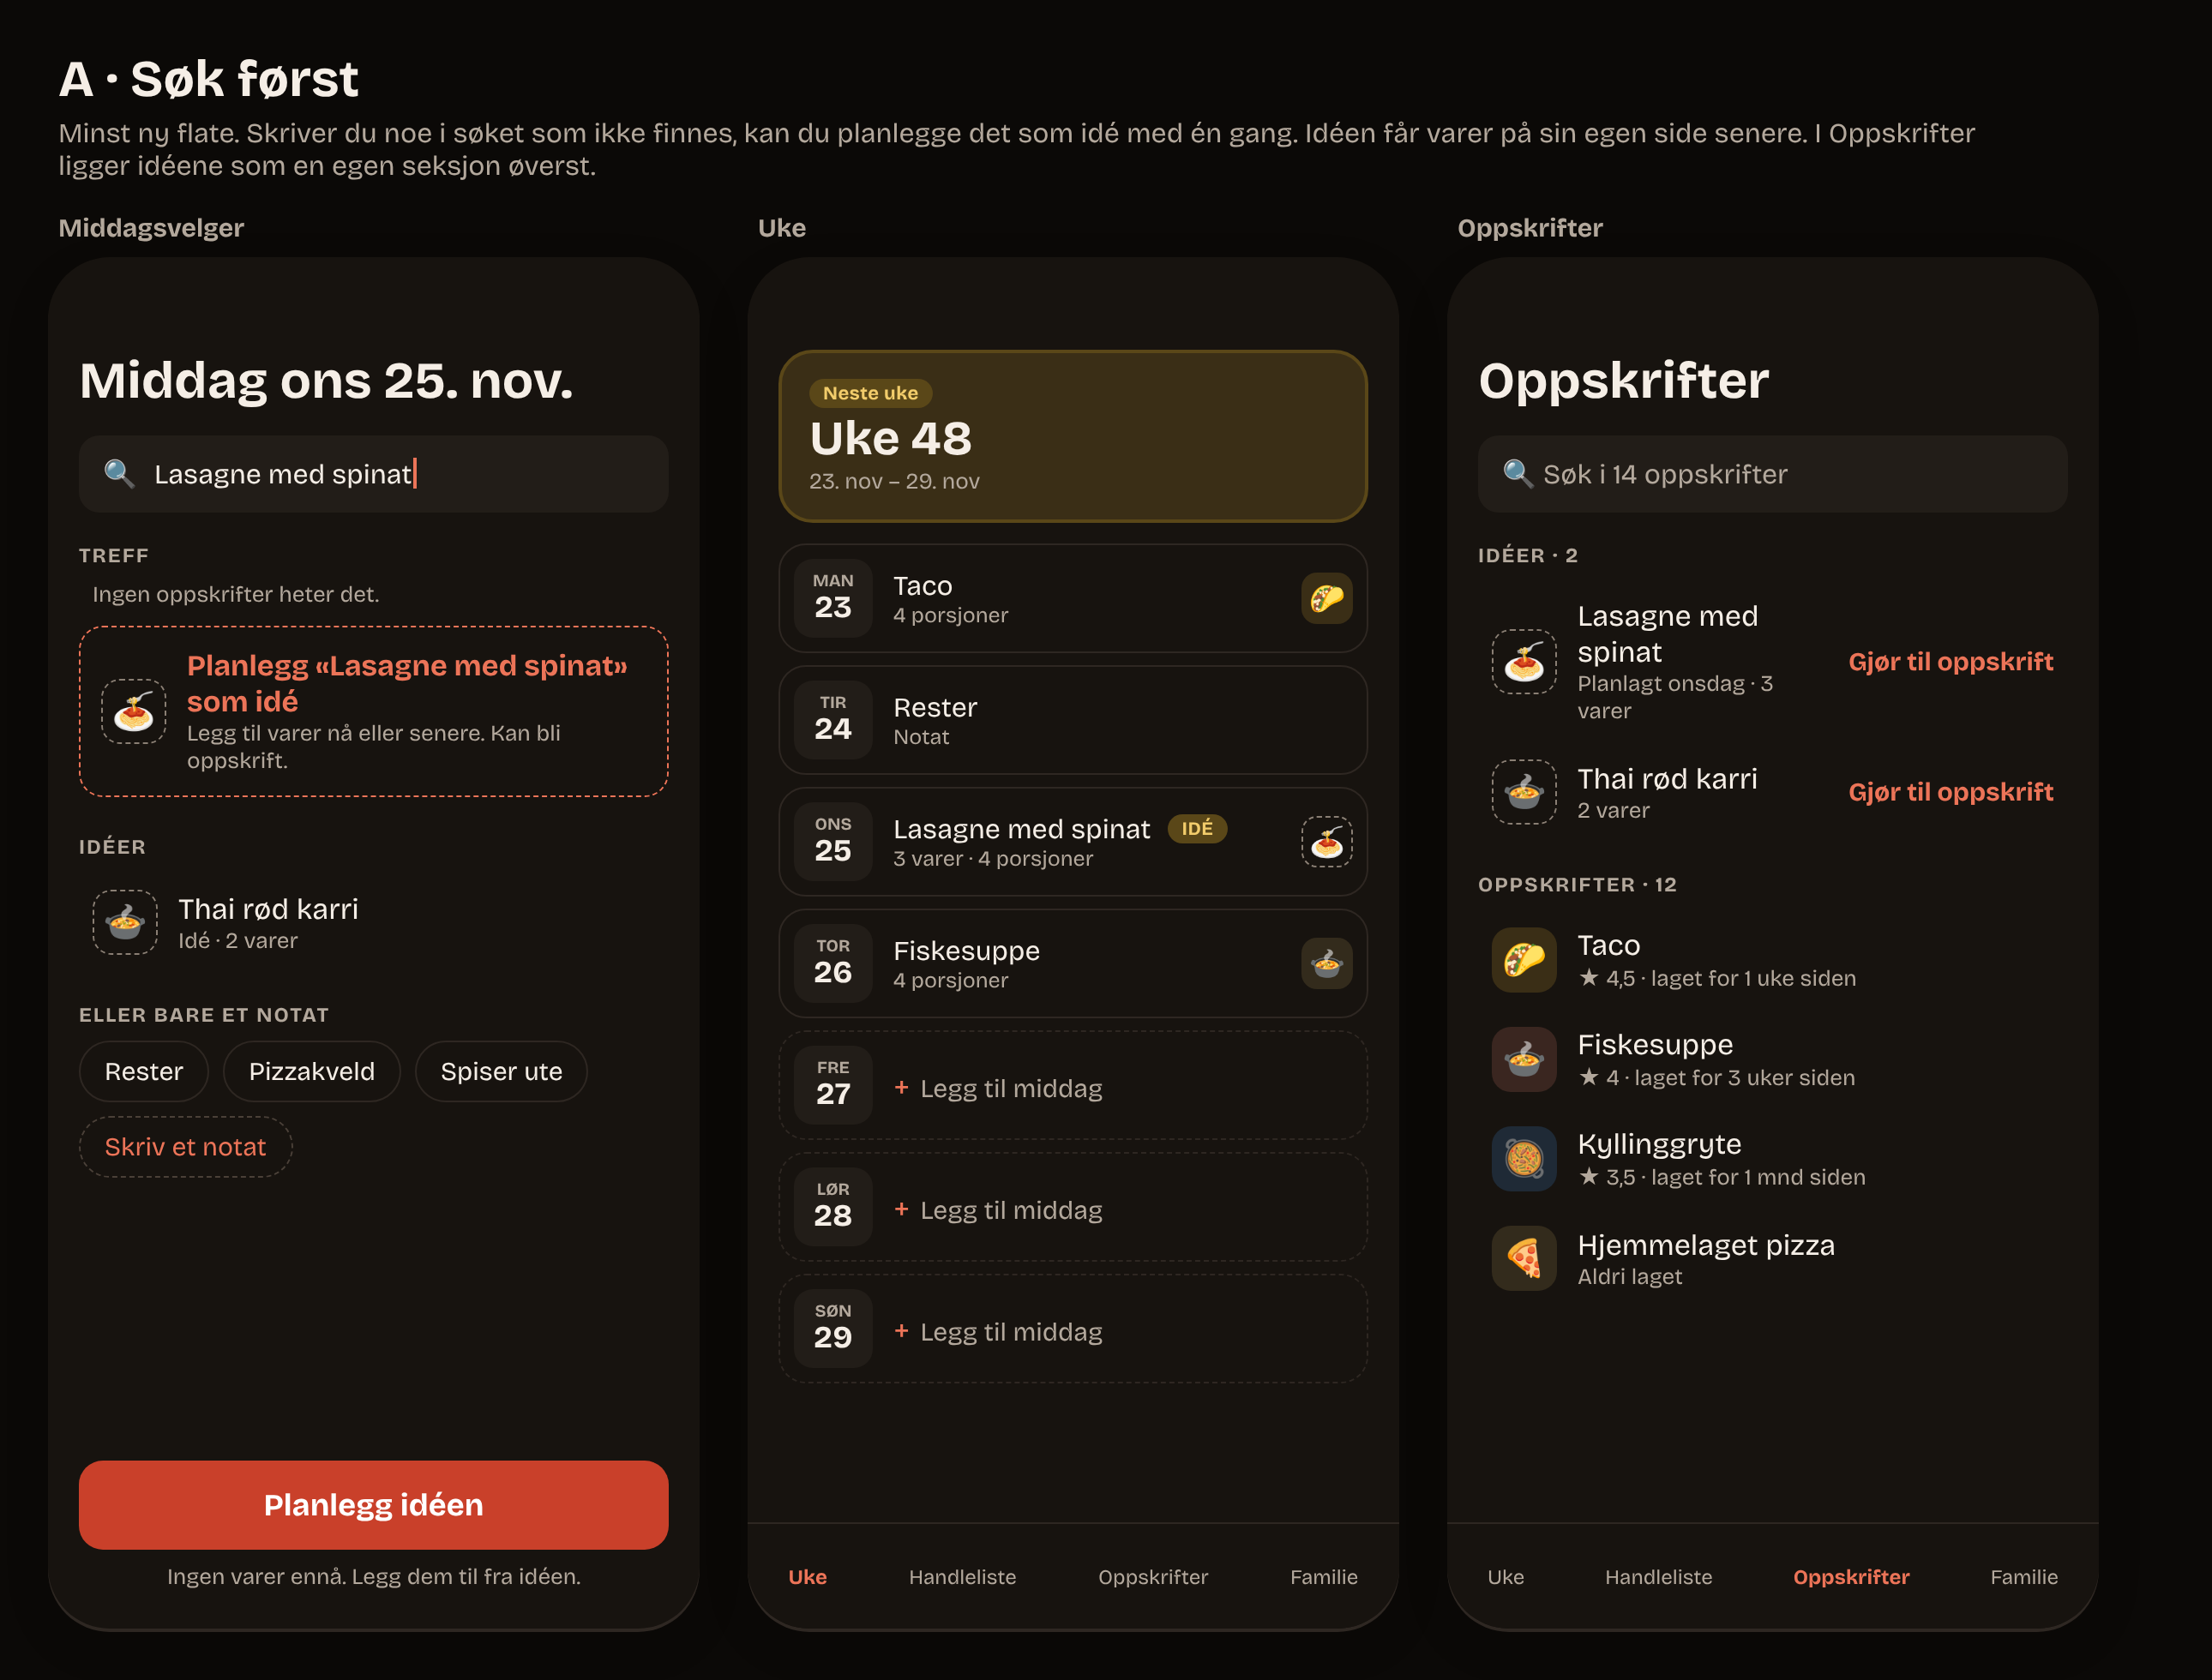 A · Søk først
Minst ny flate. Skriver du noe i søket som ikke finnes, kan du planlegge det som idé med én gang. Idéen får varer på sin egen side senere. I Oppskrifter
ligger idéene som en egen seksjon øverst.
Middagsvelger
Middag ons 25. nov.
Lasagne med spinat
TREFF
Ingen oppskrifter heter det.
Planlegg «Lasagne med spinat»
som idé
Legg til varer nå eller senere. Kan bli
oppskrift.
IDÉER
Thai rød karri
Idé · 2 varer
ELLER BARE ET NOTAT
Rester
Pizzakveld
Spiser ute
Skriv et notat
Planlegg idéen
Ingen varer ennå. Legg dem til fra idéen.
Uke
Neste uke
Uke 48
23. nov – 29. nov
MAN
23
Taco
4 porsjoner
TIR
24
Rester
Notat
ONS
25
Lasagne med spinat IDÉ
3 varer · 4 porsjoner
TOR
26
Fiskesuppe
4 porsjoner
FRE
27
+ Legg til middag
LØR
28
+ Legg til middag
SØN
29
+ Legg til middag
Uke Handleliste Oppskrifter Familie
Oppskrifter
Oppskrifter
Søk i 14 oppskrifter
IDÉER · 2
Lasagne med
spinat
Planlagt onsdag · 3
varer
Gjør til oppskrift
Thai rød karri
2 varer
Gjør til oppskrift
OPPSKRIFTER · 12
Taco
★ 4,5 · laget for 1 uke siden
Fiskesuppe
★ 4 · laget for 3 uker siden
Kyllinggryte
★ 3,5 · laget for 1 mnd siden
Hjemmelaget pizza
Aldri laget
Uke Handleliste Oppskrifter Familie